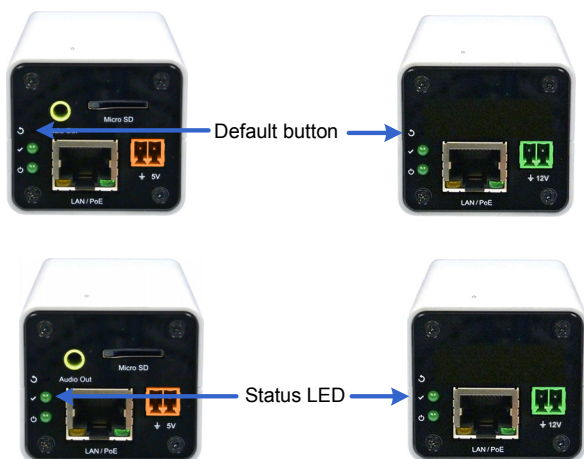 Micro SD
Default button
5V
12V
LAN / PoE
LAN / PoE
Micro SD
Audio Out
Status LED
5V
12V
LAN / PoE
LAN / PoE